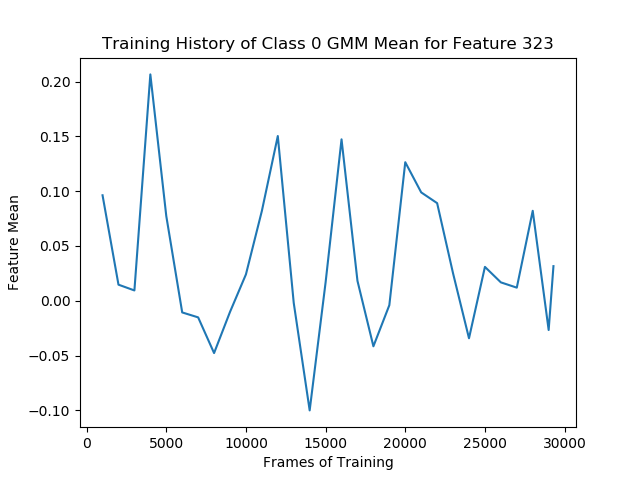 Training History of Class 0 GMM Mean for Feature 323
0.20
0.15
0.10
0.05
0.00
−0.05
−0.10
Feature Mean
0 5000 10000 15000 20000 25000 30000
Frames of Training